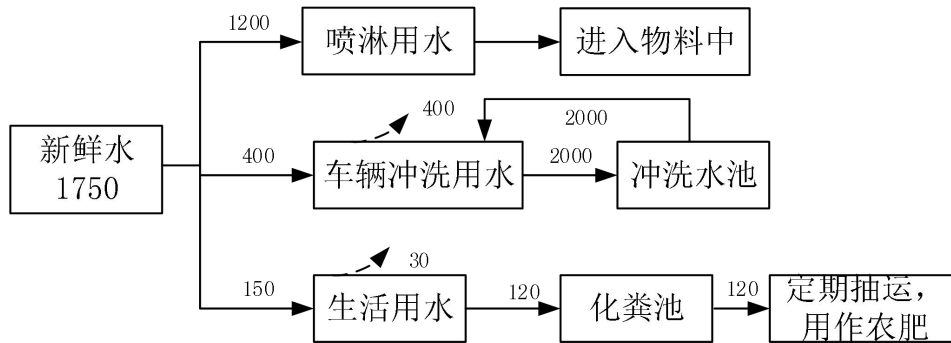 1200
喷淋用水
进入物料中
400
2000
新鲜水
1750
400
车辆冲洗用水
2000
冲洗水池
30
150
生活用水
120
化粪池
120
定期抽运，
用作农肥